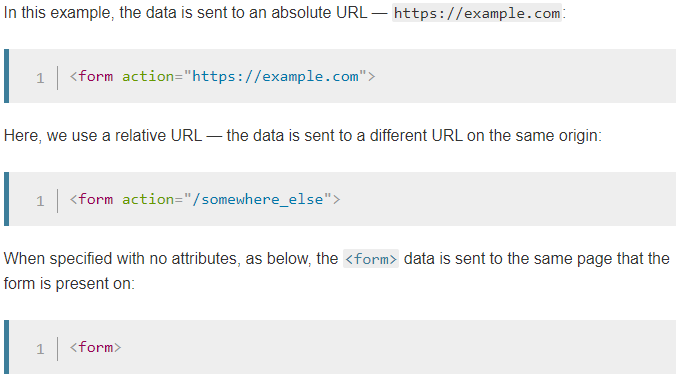 In this example, the data is sent to an absolute URL — https://example.com:
1 <form action="https://example.com">
Here, we use a relative URL — the data is sent to a different URL on the same origin:
1 <form action="/somewhere_else">
When specified with no attributes, as below, the <form> data is sent to the same page that the
form is present on:
1 <form>